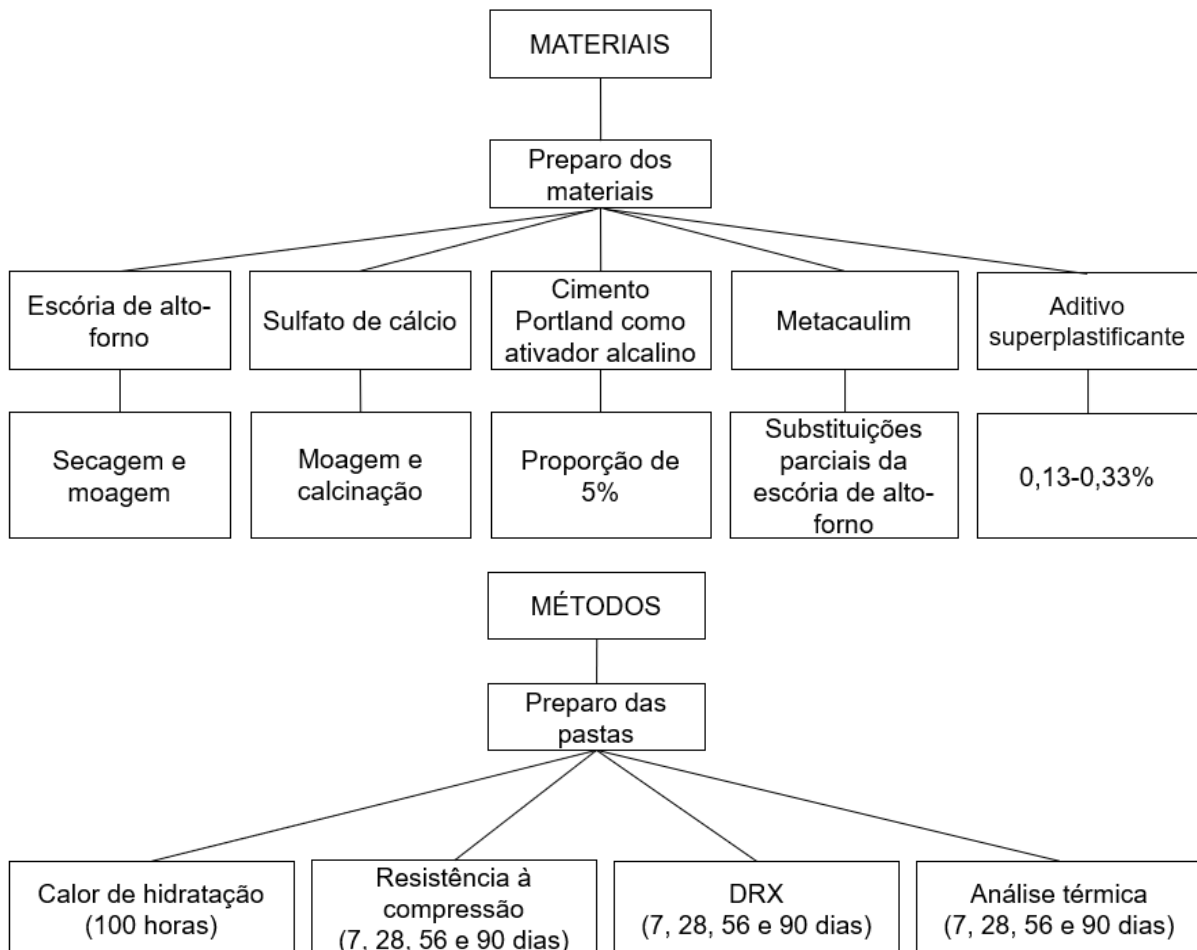 MATERIAIS
Preparo dos
materiais
Escória de alto-
forno
Sulfato de cálcio
Cimento
Portland como
ativador alcalino
Metacaulim
Aditivo
superplastificante
Secagem e
moagem
Moagem e
calcinação
Proporção de
5%
Substituições
parciais da
escória de alto-
forno
0,13-0,33%
MÉTODOS
Preparo das
pastas
Calor de hidratação
(100 horas)
Resistência à
compressão
(7, 28, 56 e 90 dias)
DRX
(7, 28, 56 e 90 dias)
Análise térmica
(7, 28, 56 e 90 dias)